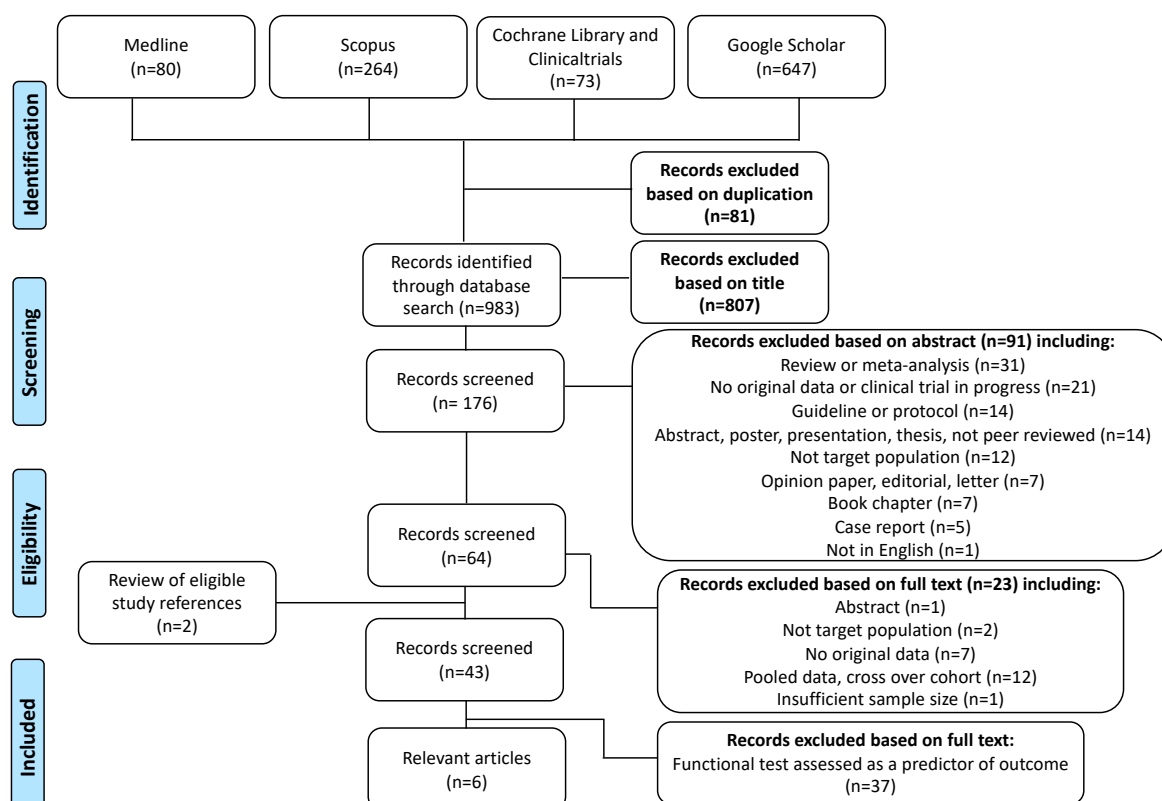 Medline
(n=80)
Scopus
(n=264)
Cochrane Library and
Clinicaltrials
(n=73)
Google Scholar
(n=647)
Identification
Records excluded
based on duplication
(n=81)
Records identified
through database
search (n=983)
Records excluded
based on title
(n=807)
Screening
Records screened
(n= 176)
Records excluded based on abstract (n=91) including:
Review or meta-analysis (n=31)
No original data or clinical trial in progress (n=21)
Guideline or protocol (n=14)
Abstract, poster, presentation, thesis, not peer reviewed (n=14)
Not target population (n=12)
Opinion paper, editorial, letter (n=7)
Book chapter (n=7)
Case report (n=5)
Not in English (n=1)
Eligibility
Records screened
(n=64)
Review of eligible
study references
(n=2)
Records excluded based on full text (n=23) including:
Abstract (n=1)
Not target population (n=2)
No original data (n=7)
Pooled data, cross over cohort (n=12)
Insufficient sample size (n=1)
Records screened
(n=43)
Included
Relevant articles
(n=6)
Records excluded based on full text:
Functional test assessed as a predictor of outcome
(n=37)